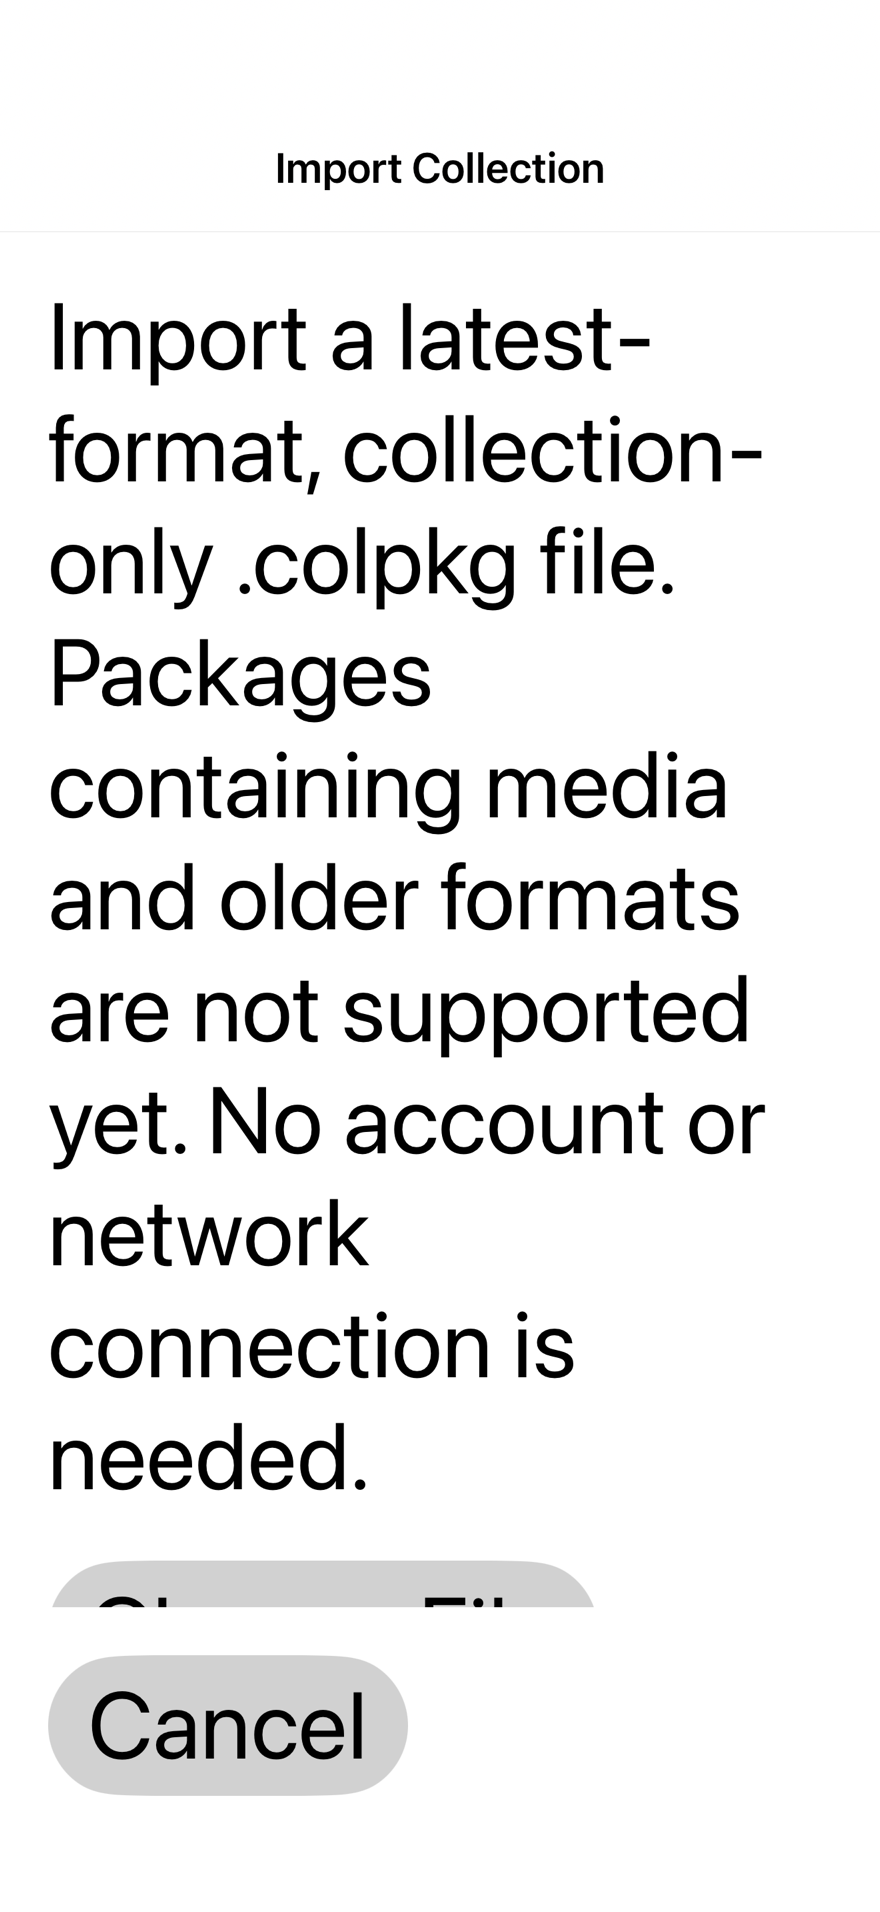 Import Collection
Import a latest-
format, collection-
only .colpkg file.
Packages
containing media
and older formats
are not supported
yet. No account or
network
connection is
needed.
Cancel